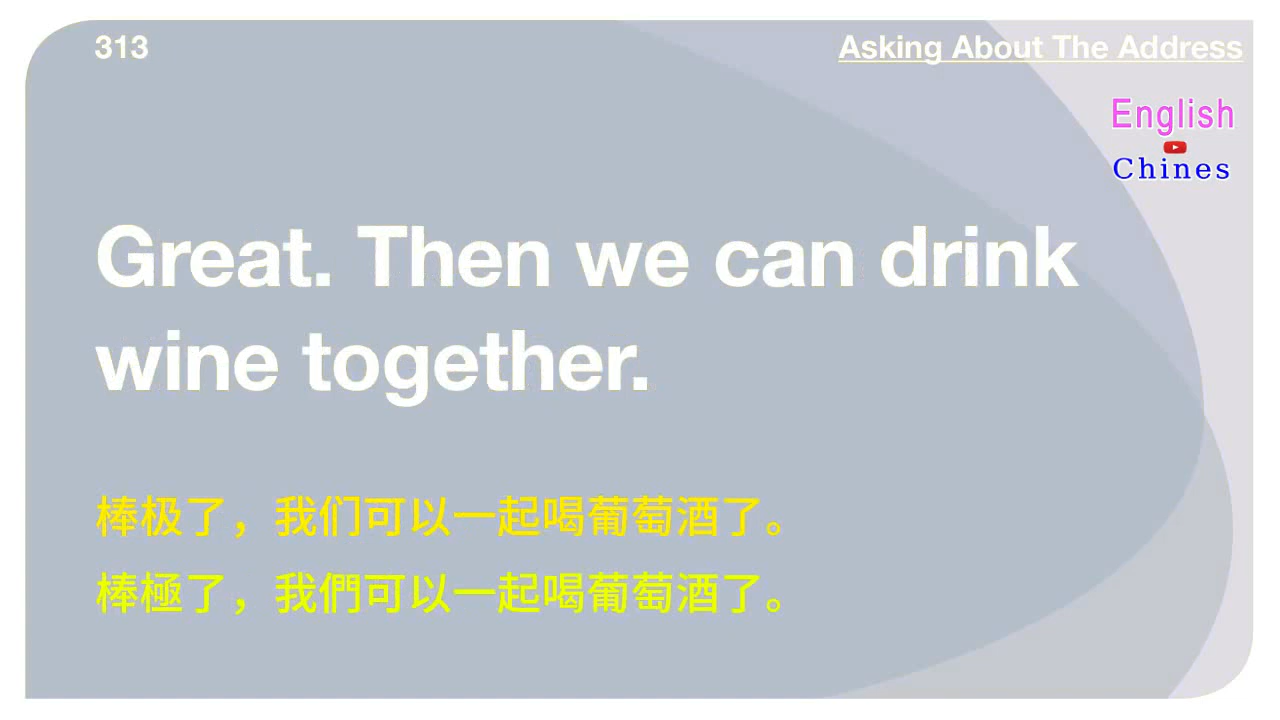 313
Asking About The Address
English
Chines
Great. Then we can drink
wine together.
棒极了，我们可以一起喝葡萄酒了。
棒極了，我們可以一起喝葡萄酒了。